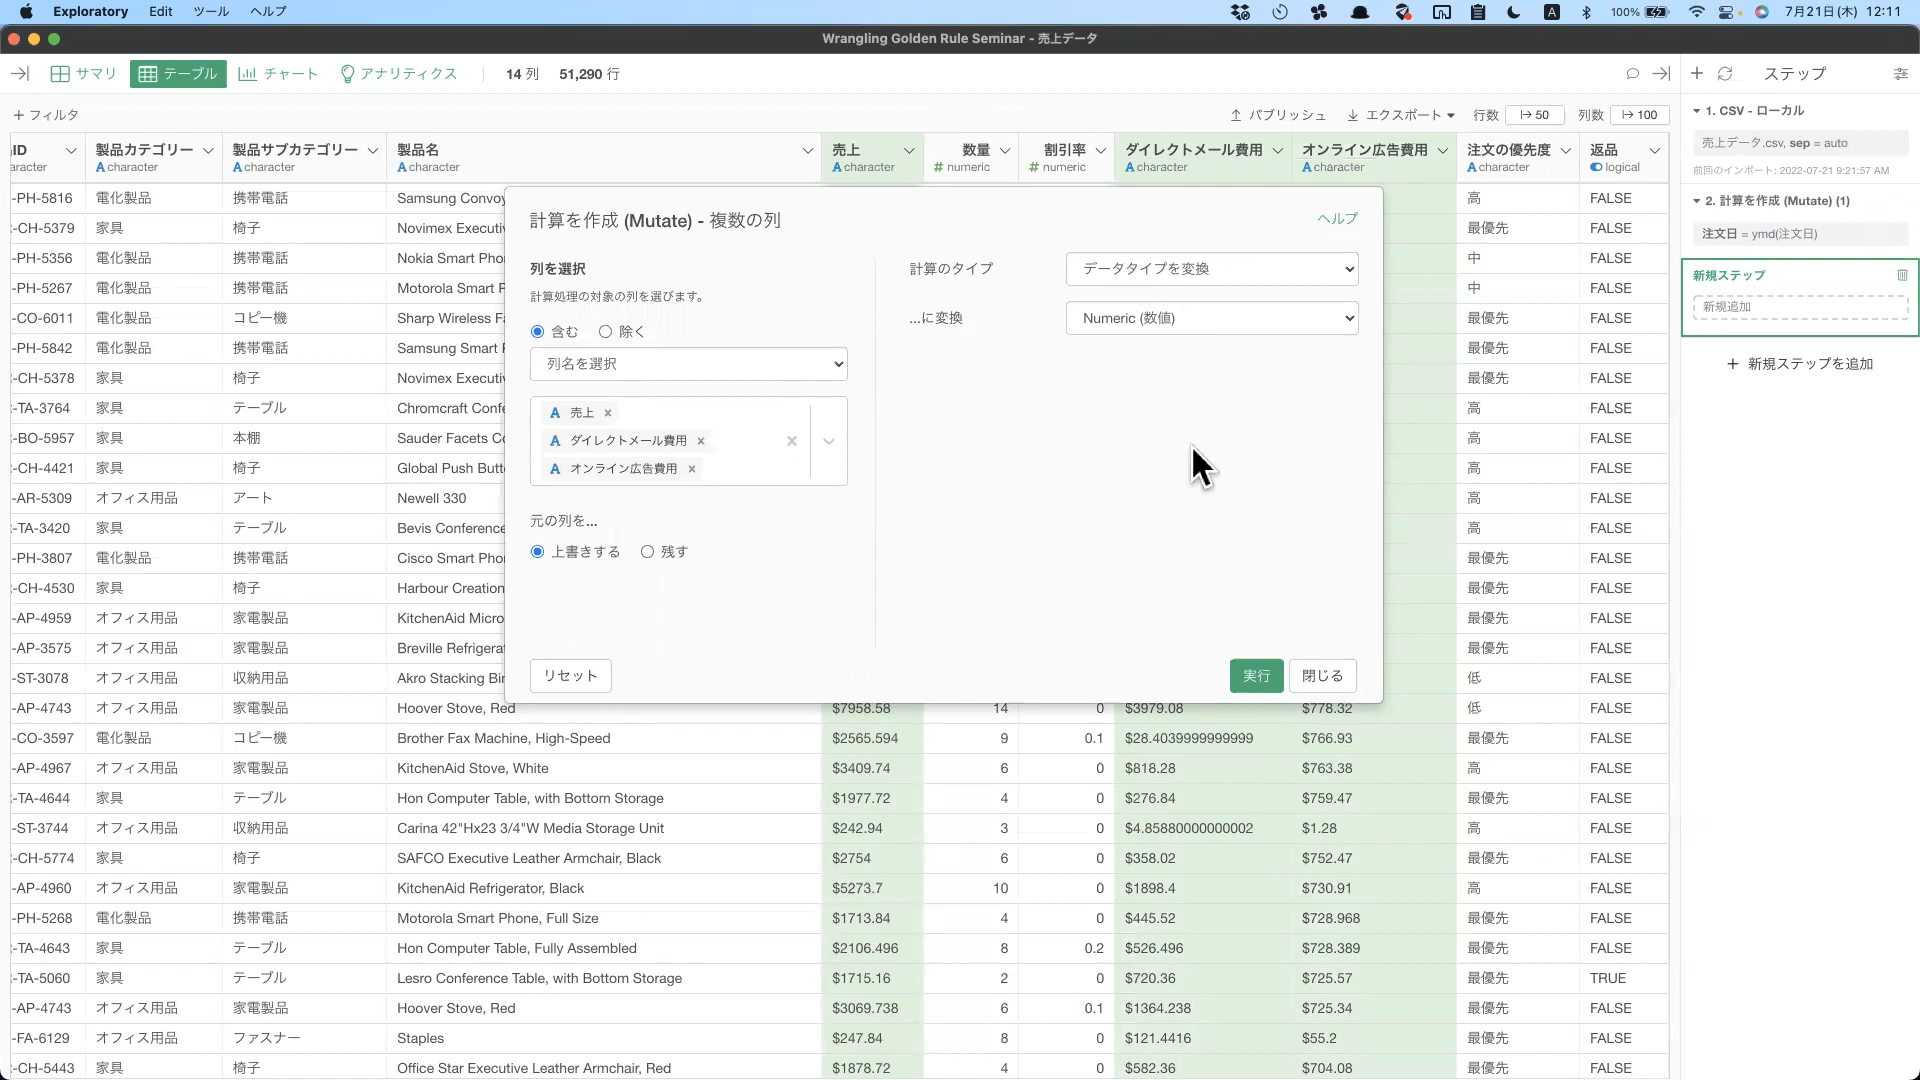 Exploratory Edit ツール ヘルプ 100% 7月21日(木) 12:11
Wrangling Golden Rule Seminar - 売上データ
サマリ テーブル チャート アナリティクス 14 列 51,290 行 ステップ
+ フィルタ パブリッシュ エクスポート 行数 50 列数 100
ID 製品カテゴリー 製品サブカテゴリー 製品名 売上 数量 割引率 ダイレクトメール費用 オンライン広告費用 注文の優先度 返品
aracter A character A character A character A character # numeric # numeric A character A character A character logical
-PH-5816 電化製品 携帯電話 Samsung Convoy 高 FALSE
-CH-5379 家具 椅子 Novimex Executi 最優先 FALSE
-PH-5356 電化製品 携帯電話 Nokia Smart Pho 中 FALSE
-PH-5267 電化製品 携帯電話 Motorola Smart P 中 FALSE
-CO-6011 電化製品 コピー機 Sharp Wireless Fa 最優先 FALSE
-PH-5842 電化製品 携帯電話 Samsung Smart 最優先 FALSE
-CH-5378 家具 椅子 Novimex Executi 最優先 FALSE
-TA-3764 家具 テーブル Chromcraft Confe 高 FALSE
-BO-5957 家具 本棚 Sauder Facets Co 高 FALSE
-CH-4421 家具 椅子 Global Push Butt 高 FALSE
-AR-5309 オフィス用品 アート Newell 330 高 FALSE
-TA-3420 家具 テーブル Bevis Conference 高 FALSE
-PH-3807 電化製品 携帯電話 Cisco Smart Pho 最優先 FALSE
-CH-4530 家具 椅子 Harbour Creation 最優先 FALSE
-AP-4959 オフィス用品 家電製品 KitchenAid Micro 最優先 FALSE
-AP-3575 オフィス用品 家電製品 Breville Refrigera 最優先 FALSE
-ST-3078 オフィス用品 収納用品 Akro Stacking Bi 低 FALSE
-AP-4743 オフィス用品 家電製品 Hoover Stove, Red $7958.58 14 0 $3979.08 $778.32 低 FALSE
-CO-3597 電化製品 コピー機 Brother Fax Machine, High-Speed $2565.594 9 0.1 $28.4039999999999 $766.93 最優先 FALSE
-AP-4967 オフィス用品 家電製品 KitchenAid Stove, White $3409.74 6 0 $818.28 $763.38 高 FALSE
-TA-4644 家具 テーブル Hon Computer Table, with Bottom Storage $1977.72 4 0 $276.84 $759.47 最優先 FALSE
-ST-3744 オフィス用品 収納用品 Carina 42"Hx23 3/4"W Media Storage Unit $242.94 3 0 $4.85880000000002 $1.28 高 FALSE
-CH-5774 家具 椅子 SAFCO Executive Leather Armchair, Black $2754 6 0 $358.02 $752.47 最優先 FALSE
-AP-4960 オフィス用品 家電製品 KitchenAid Refrigerator, Black $5273.7 10 0 $1898.4 $730.91 高 FALSE
-PH-5268 電化製品 携帯電話 Motorola Smart Phone, Full Size $1713.84 4 0 $445.52 $728.968 最優先 FALSE
-TA-4643 家具 テーブル Hon Computer Table, Fully Assembled $2106.496 8 0.2 $526.496 $728.389 最優先 FALSE
-TA-5060 家具 テーブル Lesro Conference Table, with Bottom Storage $1715.16 2 0 $720.36 $725.57 最優先 TRUE
-AP-4743 オフィス用品 家電製品 Hoover Stove, Red $3069.738 6 0.1 $1364.238 $725.34 最優先 FALSE
-FA-6129 オフィス用品 ファスナー Staples $247.84 8 0 $121.4416 $55.2 最優先 FALSE
-CH-5443 家具 椅子 Office Star Executive Leather Armchair, Red $1878.72 4 0 $582.36 $704.08 最優先 FALSE
計算を作成 (Mutate) - 複数の列 ヘルプ
列を選択
計算処理の対象の列を選びます。
含む 除く
列名を選択
A 売上 ×
A ダイレクトメール費用 ×
A オンライン広告費用 ×
元の列を...
上書きする 残す
計算のタイプ データタイプを変換
...に変換 Numeric (数値)
リセット 実行 閉じる
1. CSV - ローカル
売上データ.csv, sep = auto
前回のインポート: 2022-07-21 9:21:57 AM
2. 計算を作成 (Mutate) (1)
注文日 = ymd(注文日)
新規ステップ
新規追加
+ 新規ステップを追加